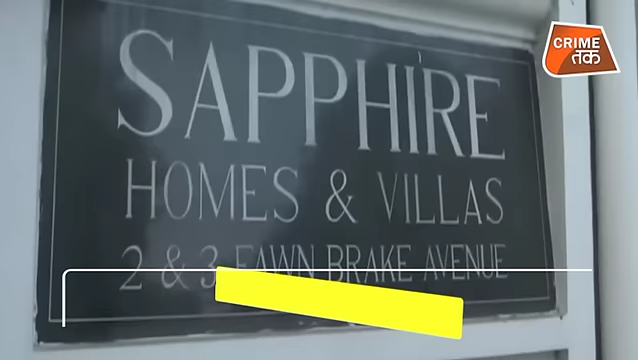 CRIME
तक
SAPPHIRE
HOMES & VILLAS
2 & 3 FAWN BRAKE AVENUE